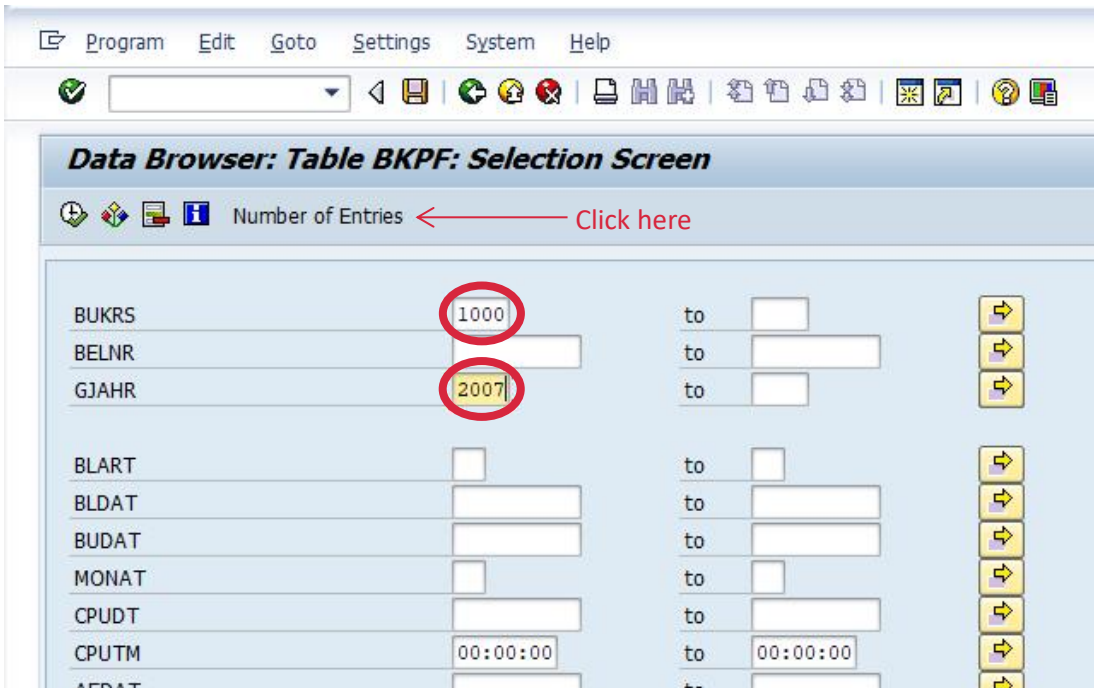 Program Edit Goto Settings System Help
Data Browser: Table BKPF: Selection Screen
Number of Entries Click here
BUKRS 1000 to
BELNR to
GJAHR 2007 to
BLART to
BLDAT to
BUDAT to
MONAT to
CPUDT to
CPUTM 00:00:00 to 00:00:00
AEDAT to